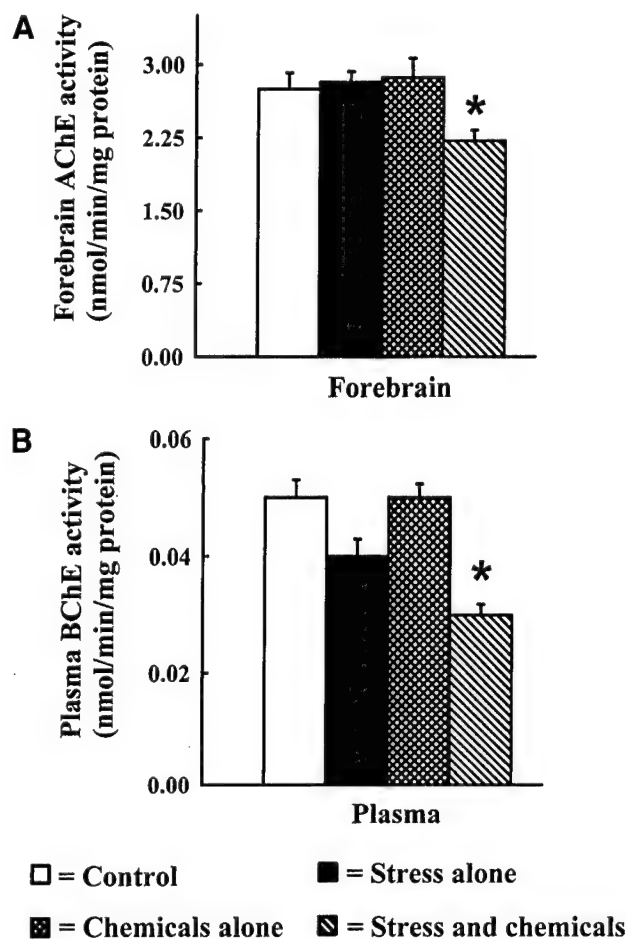 A
Forebrain AChE activity
(nmol/min/mg protein)
3.00
2.25
1.50
0.75
0.00
*
Forebrain
B
Plasma BChE activity
(nmol/min/mg protein)
0.06
0.04
0.02
0.00
*
Plasma
= Control
= Stress alone
= Chemicals alone
= Stress and chemicals